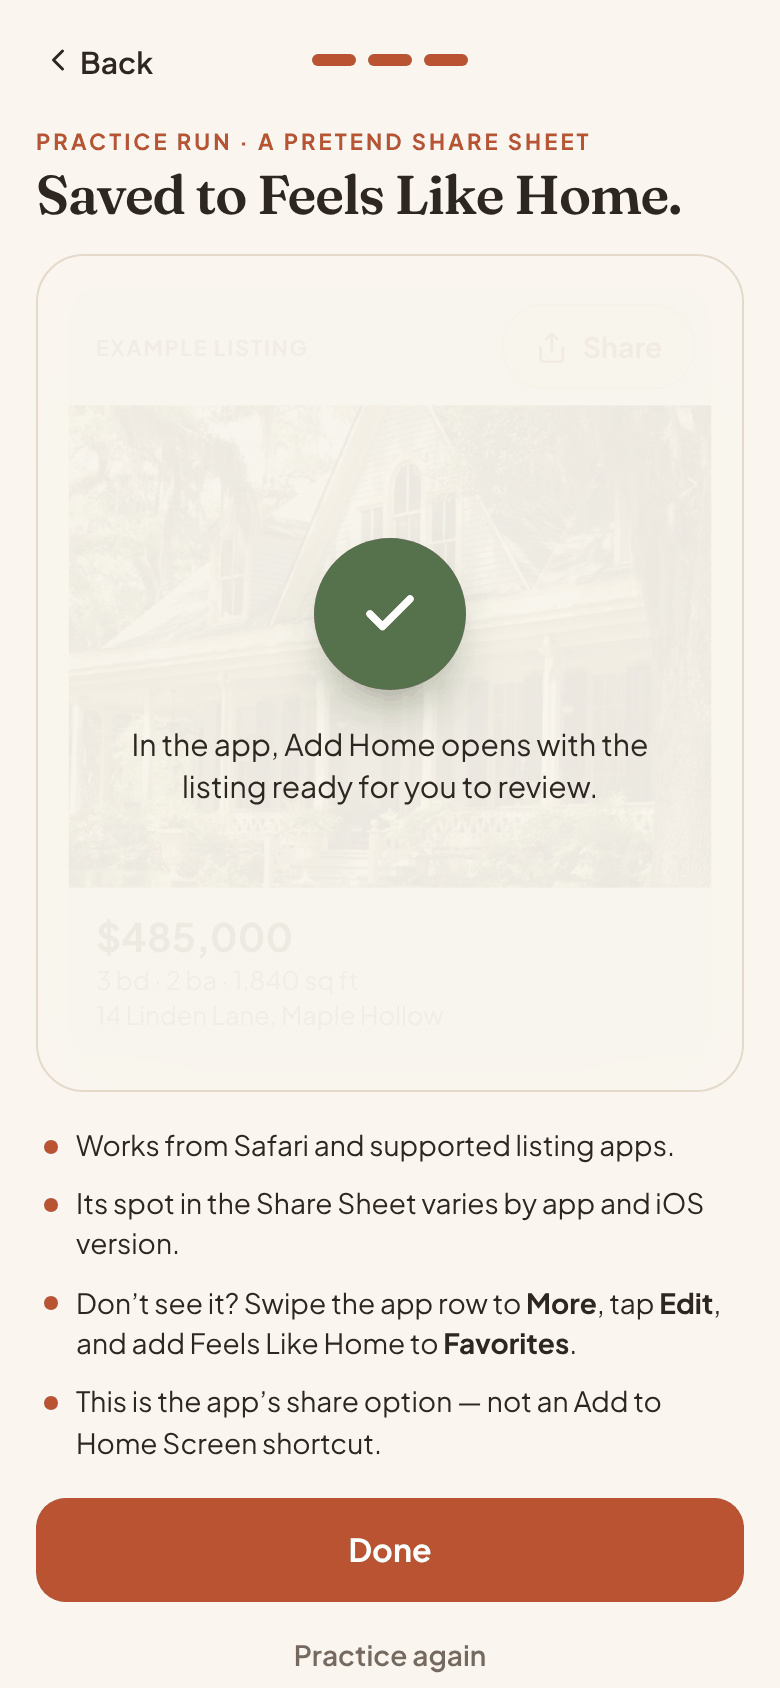 Back
PRACTICE RUN · A PRETEND SHARE SHEET
Saved to Feels Like Home.
EXAMPLE LISTING
Share
In the app, Add Home opens with the
listing ready for you to review.
$485,000
3 bd · 2 ba · 1,840 sq ft
14 Linden Lane, Maple Hollow
Works from Safari and supported listing apps.
Its spot in the Share Sheet varies by app and iOS
version.
Don’t see it? Swipe the app row to More, tap Edit,
and add Feels Like Home to Favorites.
This is the app’s share option — not an Add to
Home Screen shortcut.
Done
Practice again